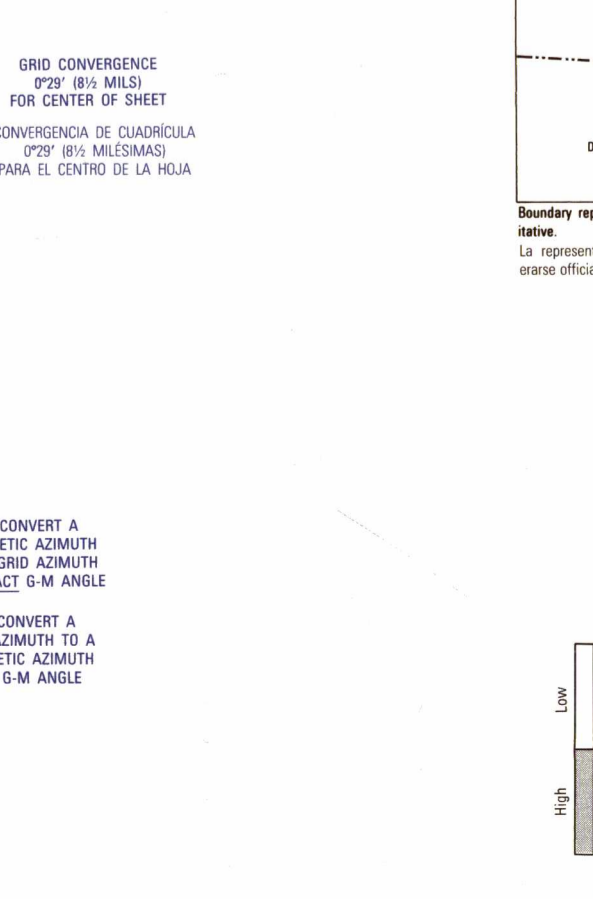 GRID CONVERGENCE
0°29′ (8½ MILS)
FOR CENTER OF SHEET
CONVERGENCIA DE CUADRÍCULA
0°29′ (8½ MILÉSIMAS)
PARA EL CENTRO DE LA HOJA
D
Boundary rep
itative.
La represent
erarse officia
CONVERT A
ETIC AZIMUTH
GRID AZIMUTH
ACT G-M ANGLE
CONVERT A
AZIMUTH TO A
ETIC AZIMUTH
G-M ANGLE
Low
High